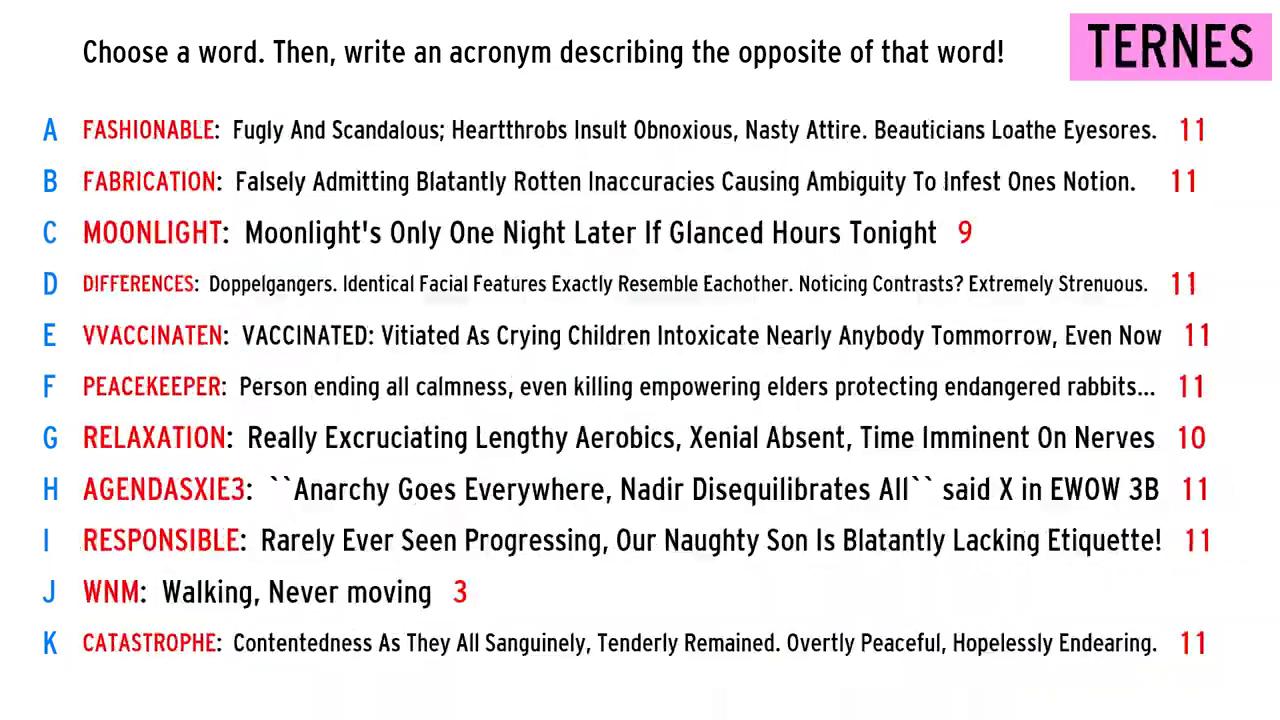 Choose a word. Then, write an acronym describing the opposite of that word!
TERNES
A FASHIONABLE: Fugly And Scandalous; Heartthrobs Insult Obnoxious, Nasty Attire. Beauticians Loathe Eyesores. 11
B FABRICATION: Falsely Admitting Blatantly Rotten Inaccuracies Causing Ambiguity To Infest Ones Notion. 11
C MOONLIGHT: Moonlight's Only One Night Later If Glanced Hours Tonight 9
D DIFFERENCES: Doppelgangers. Identical Facial Features Exactly Resemble Eachother. Noticing Contrasts? Extremely Strenuous. 11
E VVACCINATEN: VACCINATED: Vitiated As Crying Children Intoxicate Nearly Anybody Tommorrow, Even Now 11
F PEACEKEEPER: Person ending all calmness, even killing empowering elders protecting endangered rabbits... 11
G RELAXATION: Really Excruciating Lengthy Aerobics, Xenial Absent, Time Imminent On Nerves 10
H AGENDASXIE3: ``Anarchy Goes Everywhere, Nadir Disequilibrates All`` said X in EWOW 3B 11
I RESPONSIBLE: Rarely Ever Seen Progressing, Our Naughty Son Is Blatantly Lacking Etiquette! 11
J WNM: Walking, Never moving 3
K CATASTROPHE: Contentedness As They All Sanguinely, Tenderly Remained. Overtly Peaceful, Hopelessly Endearing. 11